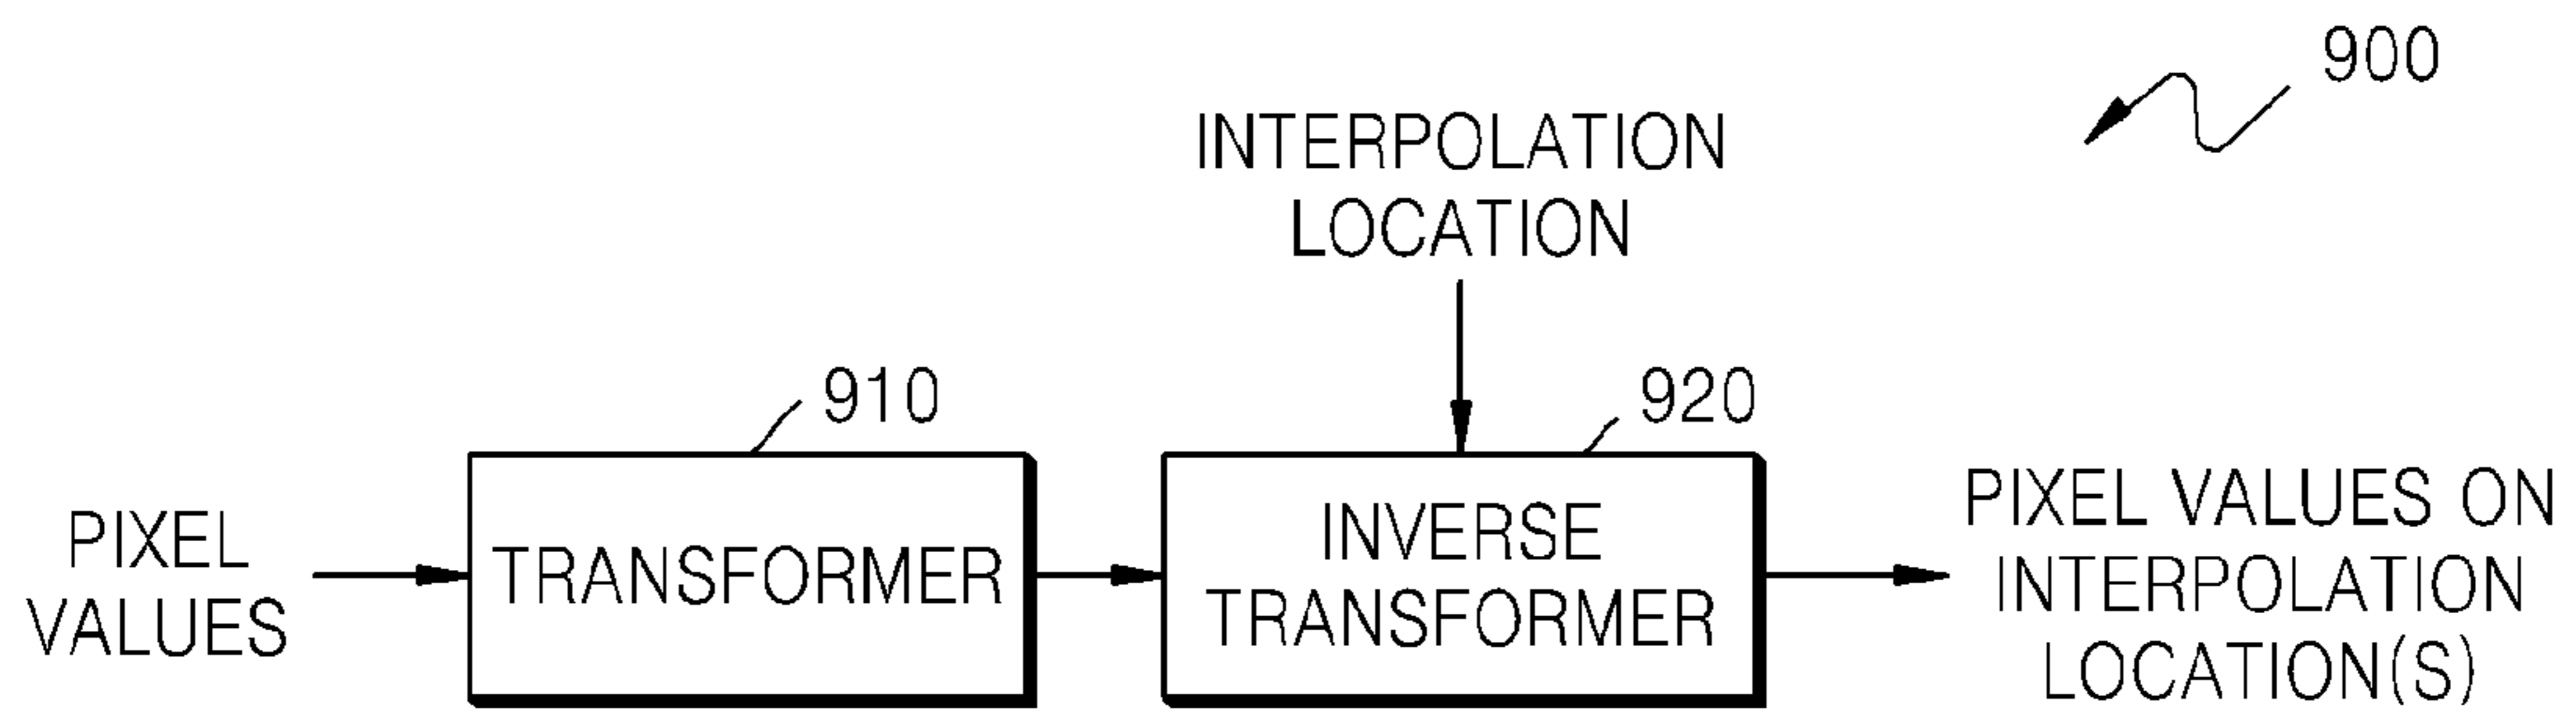 900
INTERPOLATION
LOCATION
910
920
PIXEL
VALUES
TRANSFORMER
INVERSE
TRANSFORMER
PIXEL VALUES ON
INTERPOLATION
LOCATION(S)